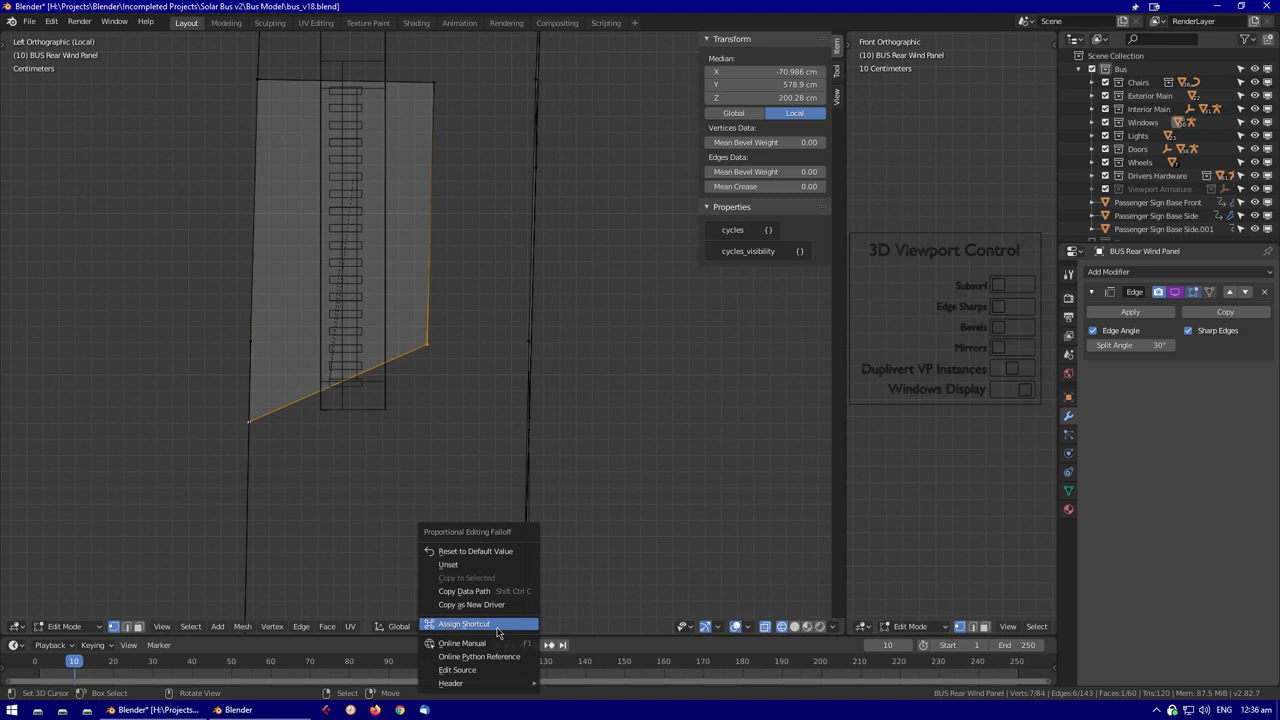 Blender* [H:\Projects\Blender\Incompleted Projects\Solar Bus v2\Bus Model\bus_v18.blend]
File Edit Render Window Help Layout Modeling Sculpting UV Editing Texture Paint Shading Animation Rendering Compositing Scripting + Scene RenderLayer
Left Orthographic (Local)
(10) BUS Rear Wind Panel
Centimeters
Transform
Median:
X -70.986 cm
Y 578.9 cm
Z 200.28 cm
Global Local
Vertices Data:
Mean Bevel Weight 0.00
Edges Data:
Mean Bevel Weight 0.00
Mean Crease 0.00
Properties
cycles {}
cycles_visibility {}
Item
Tool
View
Front Orthographic
(10) BUS Rear Wind Panel
10 Centimeters
3D Viewport Control
Subsurf
Edge Sharps
Bevels
Mirrors
Duplivert VP Instances
Windows Display
Scene Collection
Bus
Chairs
Exterior Main
Interior Main
Windows
Lights
Doors
Wheels
Drivers Hardware
Viewport Armature
Passenger Sign Base Front
Passenger Sign Base Side
Passenger Sign Base Side.001
BUS Rear Wind Panel
Add Modifier
Edge
Apply Copy
Edge Angle Sharp Edges
Split Angle 30°
Proportional Editing Falloff
Reset to Default Value
Unset
Copy to Selected
Copy Data Path Shift Ctrl C
Copy as New Driver
Assign Shortcut
Online Manual F1
Online Python Reference
Edit Source
Header
Edit Mode View Select Add Mesh Vertex Edge Face UV Global
Edit Mode View Select
Playback Keying View Marker 10 Start 1 End 250
0 10 20 30 40 50 60 70 80 90 100 110 130 140 150 160 170 180 190 200 210 220 230 240 250
Set 3D Cursor Box Select Rotate View Select Move
BUS Rear Wind Panel | Verts:7/84 | Edges:6/143 | Faces:1/60 | Tris:120 | Mem: 87.5 MiB | v2.82.7
Blender* [H:\Projects... Blender 12:36 am